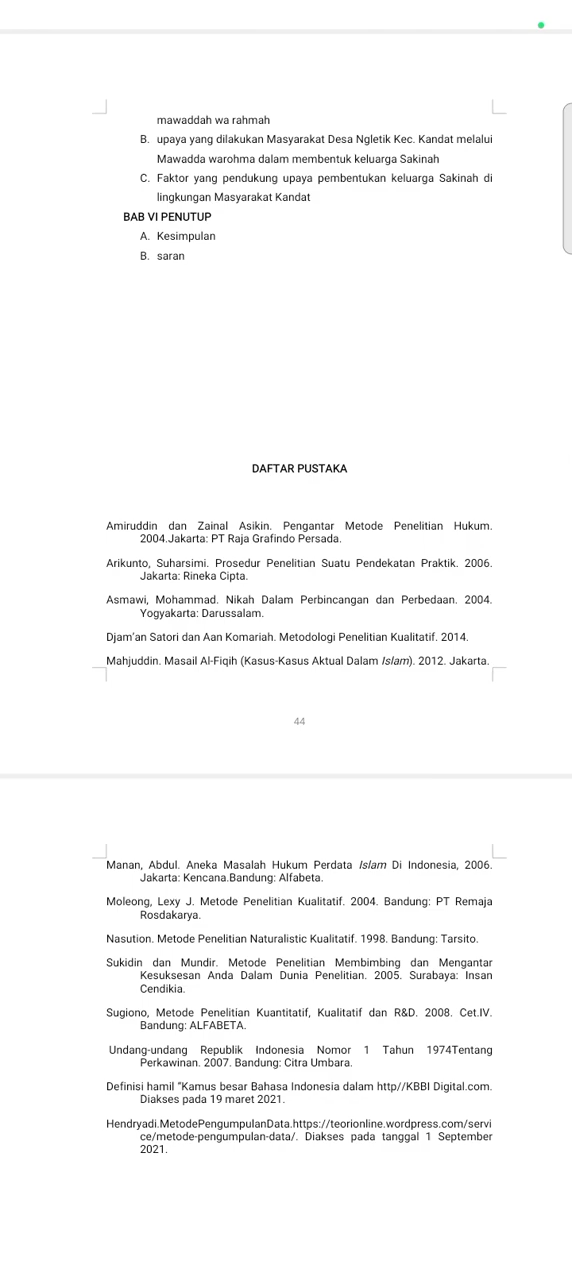 mawaddah wa rahmah
B. upaya yang dilakukan Masyarakat Desa Ngletik Kec. Kandat melalui
Mawadda warohma dalam membentuk keluarga Sakinah
C. Faktor yang pendukung upaya pembentukan keluarga Sakinah di
lingkungan Masyarakat Kandat
BAB VI PENUTUP
A. Kesimpulan
B. saran
DAFTAR PUSTAKA
Amiruddin dan Zainal Asikin. Pengantar Metode Penelitian Hukum.
2004.Jakarta: PT Raja Grafindo Persada.
Arikunto, Suharsimi. Prosedur Penelitian Suatu Pendekatan Praktik. 2006.
Jakarta: Rineka Cipta.
Asmawi, Mohammad. Nikah Dalam Perbincangan dan Perbedaan. 2004.
Yogyakarta: Darussalam.
Djam'an Satori dan Aan Komariah. Metodologi Penelitian Kualitatif. 2014.
Mahjuddin. Masail Al-Fiqih (Kasus-Kasus Aktual Dalam Islam). 2012. Jakarta.
44
Manan, Abdul. Aneka Masalah Hukum Perdata Islam Di Indonesia, 2006.
Jakarta: Kencana.Bandung: Alfabeta.
Moleong, Lexy J. Metode Penelitian Kualitatif. 2004. Bandung: PT Remaja
Rosdakarya.
Nasution. Metode Penelitian Naturalistic Kualitatif. 1998. Bandung: Tarsito.
Sukidin dan Mundir. Metode Penelitian Membimbing dan Mengantar
Kesuksesan Anda Dalam Dunia Penelitian. 2005. Surabaya: Insan
Cendikia.
Sugiono, Metode Penelitian Kuantitatif, Kualitatif dan R&D. 2008. Cet.IV.
Bandung: ALFABETA.
Undang-undang Republik Indonesia Nomor 1 Tahun 1974Tentang
Perkawinan. 2007. Bandung: Citra Umbara.
Definisi hamil "Kamus besar Bahasa Indonesia dalam http//KBBI Digital.com.
Diakses pada 19 maret 2021.
Hendryadi.MetodePengumpulanData.https://teorionline.wordpress.com/servi
ce/metode-pengumpulan-data/. Diakses pada tanggal 1 September
2021.